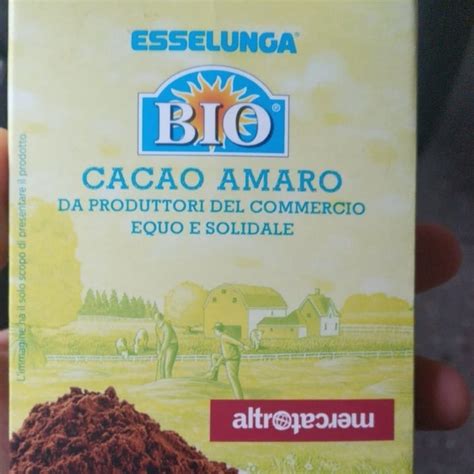 ESSELUNGA®
BIO®
CACAO AMARO
DA PRODUTTORI DEL COMMERCIO
EQUO E SOLIDALE
L'immagine ha il solo scopo di presentare il prodotto.
altromercato